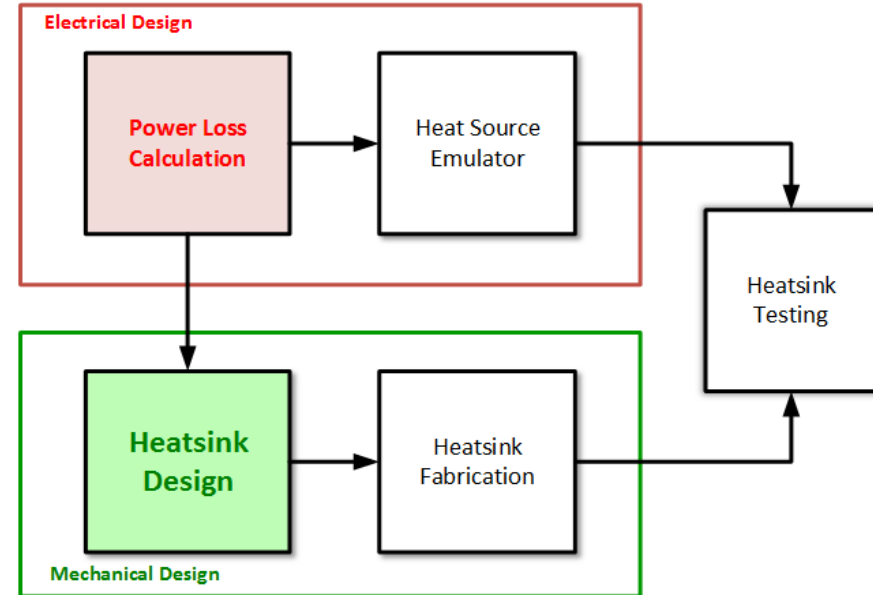 Electrical Design
Power Loss
Calculation
Heat Source
Emulator
Heatsink
Testing
Heatsink
Design
Heatsink
Fabrication
Mechanical Design